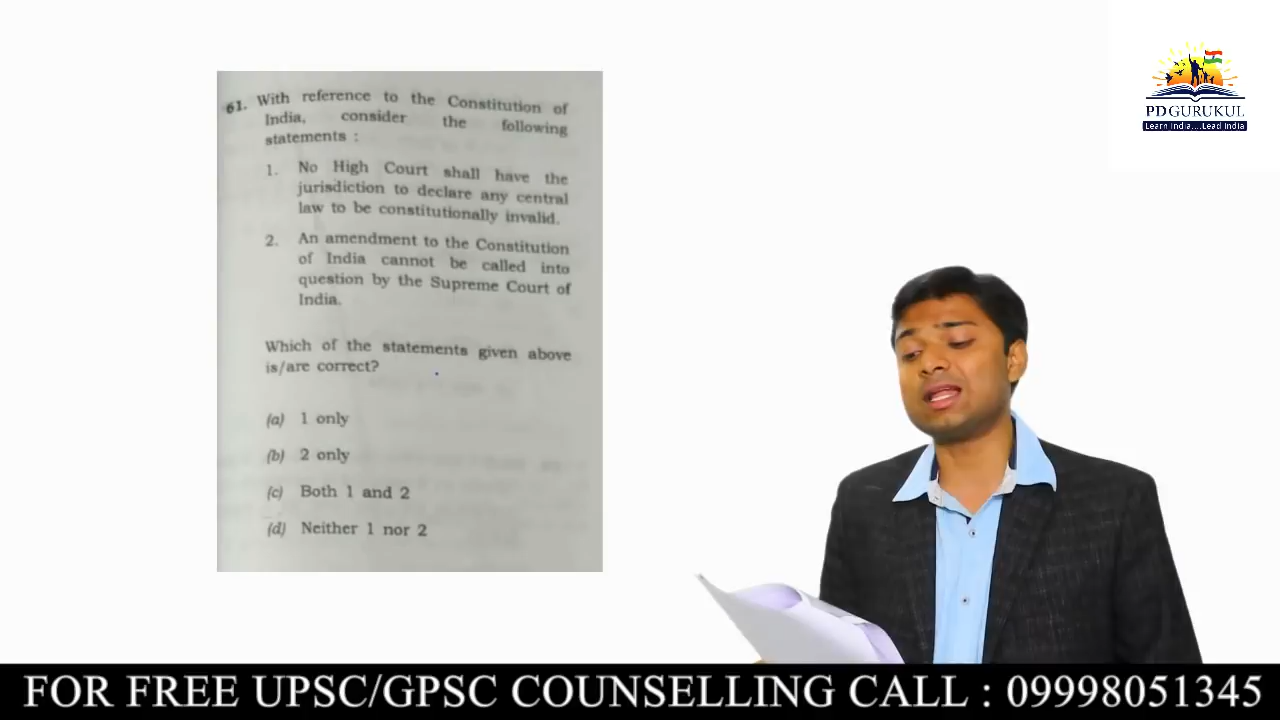 61. With reference to the Constitution of
India, consider the following
statements :
1. No High Court shall have the
jurisdiction to declare any central
law to be constitutionally invalid.
2. An amendment to the Constitution
of India cannot be called into
question by the Supreme Court of
India.
Which of the statements given above
is/are correct?
(a) 1 only
(b) 2 only
(c) Both 1 and 2
(d) Neither 1 nor 2
PD GURUKUL
Learn India....Lead India
FOR FREE UPSC/GPSC COUNSELLING CALL : 09998051345